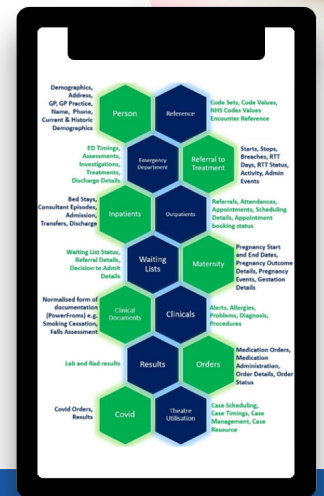 Demographics,
Address,
GP, GP Practice,
Name, Phone,
Current & Historic
Demographics
Person
Reference
Code Sets, Code Values,
NHS Codes Values
Encounter Reference
ED Timings,
Assessments,
Investigations,
Treatments,
Discharge Details
Emergency
Department
Referral to
Treatment
Starts, Stops,
Breaches, RTT
Days, RTT Status,
Activity, Admin
Events
Bed Stays,
Consultant Episodes,
Admission,
Transfers, Discharge
Inpatients
Outpatients
Referrals, Attendances,
Appointments, Scheduling
Details, Appointment
booking status
Waiting List Status,
Referral Details,
Decision to Admit
Details
Waiting
Lists
Maternity
Pregnancy Start
and End Dates,
Pregnancy Outcome
Details, Pregnancy
Events, Gestation
Details
Normalised form of
documentation
(PowerFroms) e.g.
Smoking Cessation,
Falls Assessment
Clinical
Documents
Clinicals
Alerts, Allergies,
Problems, Diagnosis,
Procedures
Lab and Rad results
Results
Orders
Medication Orders,
Medication
Administration,
Order Details, Order
Status
Covid Orders,
Results
Covid
Theatre
Utilisation
Case Scheduling,
Case Timings, Case
Management, Case
Resource